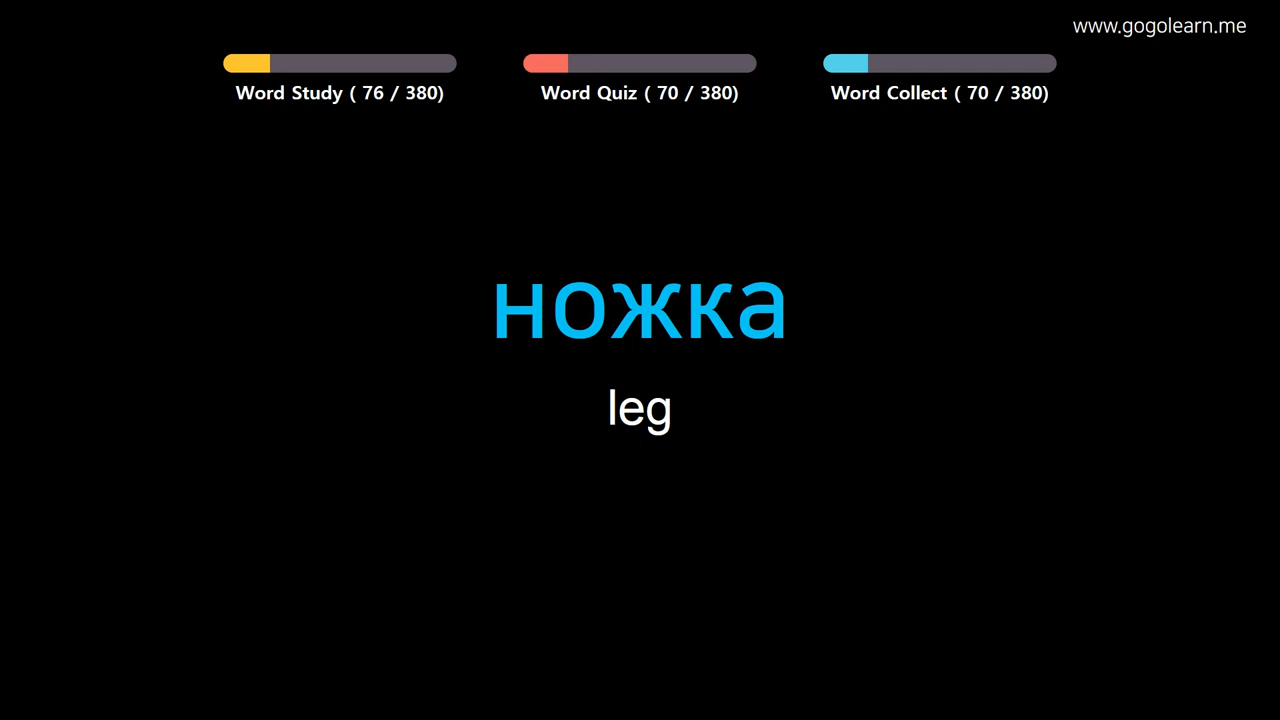 www.gogolearn.me
Word Study ( 76 / 380)
Word Quiz ( 70 / 380)
Word Collect ( 70 / 380)
ножка
leg